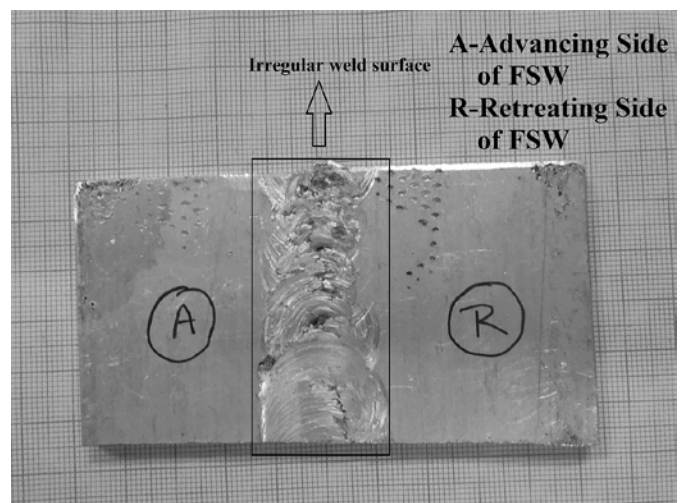 A-Advancing Side
of FSW
R-Retreating Side
of FSW
Irregular weld surface
A
R